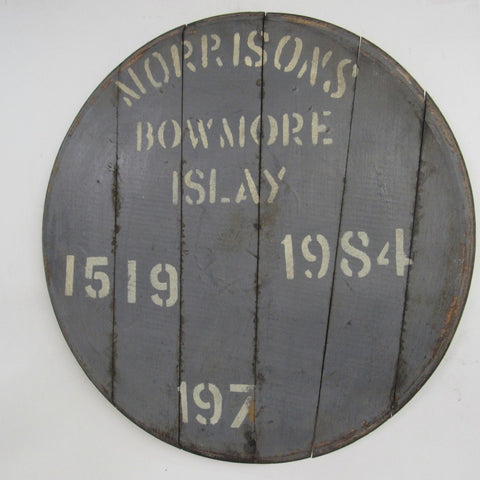 MORRISONS
BOWMORE
ISLAY
1519 1984
197